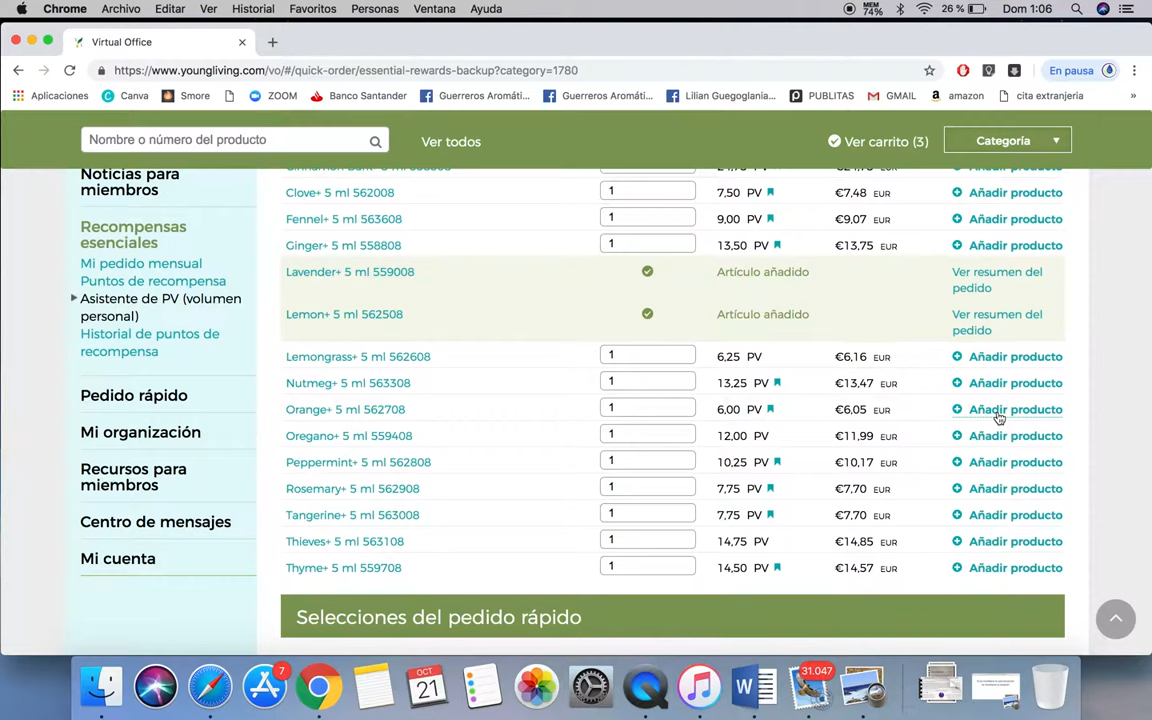 Chrome Archivo Editar Ver Historial Favoritos Personas Ventana Ayuda MEM 74% 26 % Dom 1:06
Virtual Office
https://www.youngliving.com/vo/#/quick-order/essential-rewards-backup?category=1780 En pausa
Aplicaciones Canva Smore ZOOM Banco Santander Guerreros Aromáti... Guerreros Aromáti... Lilian Guegoglania... PUBLITAS GMAIL amazon cita extranjeria »
Nombre o número del producto Ver todos Ver carrito (3) Categoría
Noticias para
miembros
Recompensas
esenciales
Mi pedido mensual
Puntos de recompensa
Asistente de PV (volumen
personal)
Historial de puntos de
recompensa
Pedido rápido
Mi organización
Recursos para
miembros
Centro de mensajes
Mi cuenta
Clove+ 5 ml 562008 1 7,50 PV €7,48 EUR Añadir producto
Fennel+ 5 ml 563608 1 9,00 PV €9,07 EUR Añadir producto
Ginger+ 5 ml 558808 1 13,50 PV €13,75 EUR Añadir producto
Lavender+ 5 ml 559008 Artículo añadido Ver resumen del
pedido
Lemon+ 5 ml 562508 Artículo añadido Ver resumen del
pedido
Lemongrass+ 5 ml 562608 1 6,25 PV €6,16 EUR Añadir producto
Nutmeg+ 5 ml 563308 1 13,25 PV €13,47 EUR Añadir producto
Orange+ 5 ml 562708 1 6,00 PV €6,05 EUR Añadir producto
Oregano+ 5 ml 559408 1 12,00 PV €11,99 EUR Añadir producto
Peppermint+ 5 ml 562808 1 10,25 PV €10,17 EUR Añadir producto
Rosemary+ 5 ml 562908 1 7,75 PV €7,70 EUR Añadir producto
Tangerine+ 5 ml 563008 1 7,75 PV €7,70 EUR Añadir producto
Thieves+ 5 ml 563108 1 14,75 PV €14,85 EUR Añadir producto
Thyme+ 5 ml 559708 1 14,50 PV €14,57 EUR Añadir producto
Selecciones del pedido rápido
7 OCT 21 W 31.047